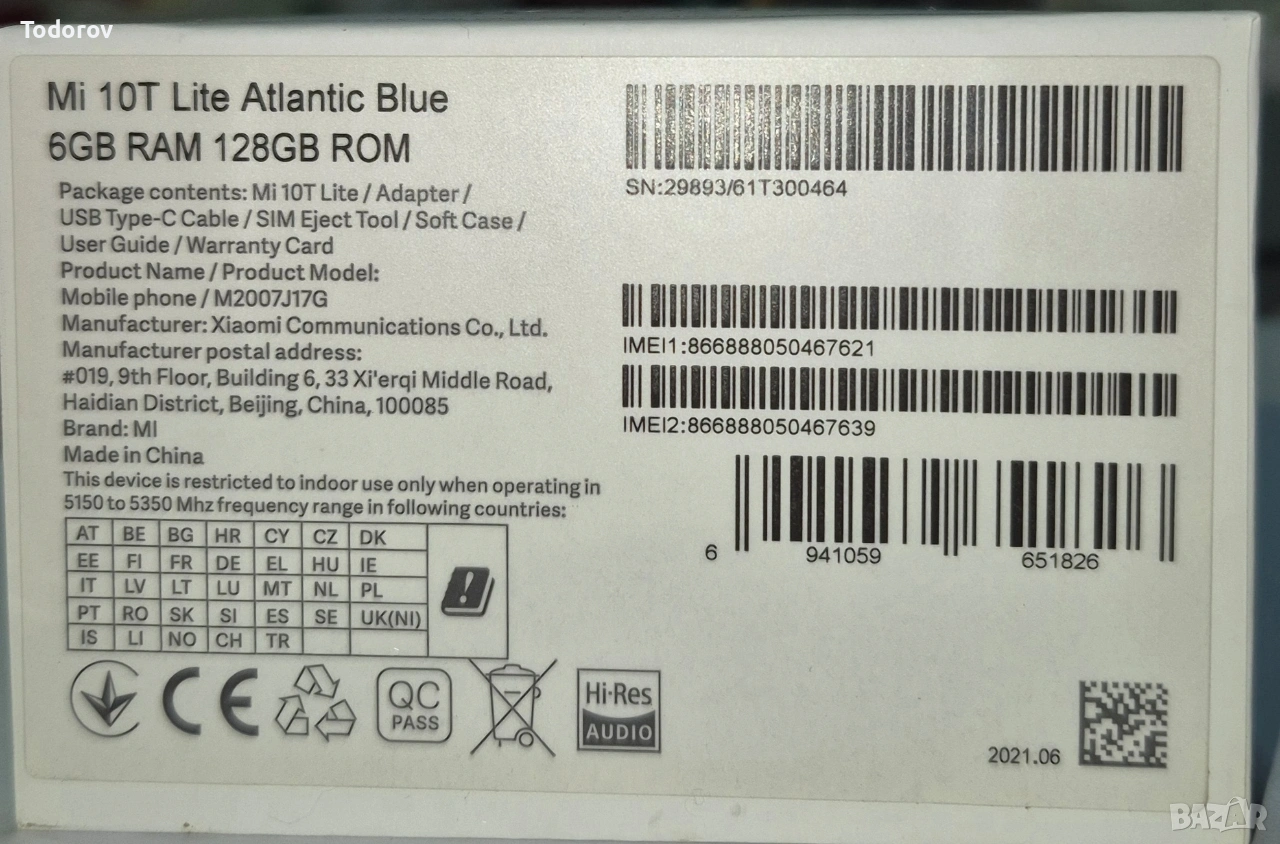 Todorov
Mi 10T Lite Atlantic Blue
6GB RAM 128GB ROM
Package contents: Mi 10T Lite / Adapter /
USB Type-C Cable / SIM Eject Tool / Soft Case /
User Guide / Warranty Card
Product Name / Product Model:
Mobile phone / M2007J17G
Manufacturer: Xiaomi Communications Co., Ltd.
Manufacturer postal address:
#019, 9th Floor, Building 6, 33 Xi'erqi Middle Road,
Haidian District, Beijing, China, 100085
Brand: MI
Made in China
This device is restricted to indoor use only when operating in
5150 to 5350 Mhz frequency range in following countries:
AT BE BG HR CY CZ DK
EE FI FR DE EL HU IE
IT LV LT LU MT NL PL
PT RO SK SI ES SE UK(NI)
IS LI NO CH TR
CE
QC
PASS
Hi-Res
AUDIO
SN:29893/61T300464
IMEI1:866888050467621
IMEI2:866888050467639
6 941059 651826
2021.06
BAZAR